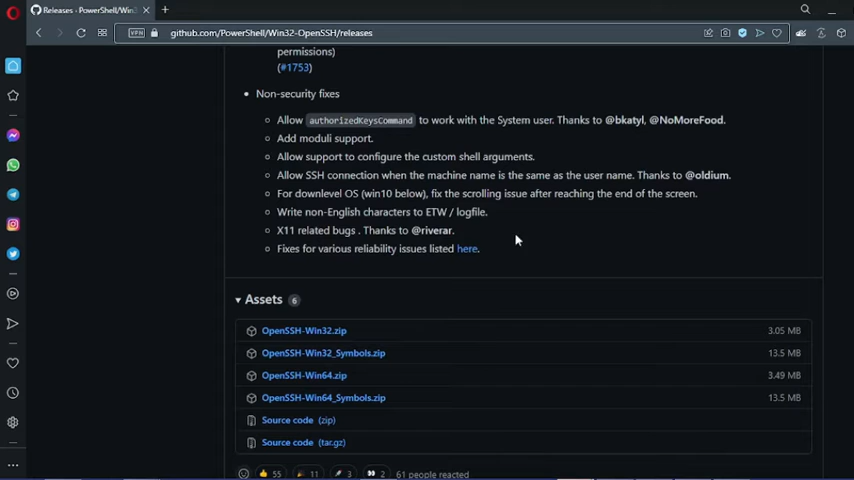 Releases · PowerShell/Win3
VPN
github.com/PowerShell/Win32-OpenSSH/releases
permissions)
(#1753)
Non-security fixes
Allow authorizedKeysCommand to work with the System user. Thanks to @bkatyl, @NoMoreFood.
Add moduli support.
Allow support to configure the custom shell arguments.
Allow SSH connection when the machine name is the same as the user name. Thanks to @oldium.
For downlevel OS (win10 below), fix the scrolling issue after reaching the end of the screen.
Write non-English characters to ETW / logfile.
X11 related bugs . Thanks to @riverar.
Fixes for various reliability issues listed here.
Assets 6
OpenSSH-Win32.zip 3.05 MB
OpenSSH-Win32_Symbols.zip 13.5 MB
OpenSSH-Win64.zip 3.49 MB
OpenSSH-Win64_Symbols.zip 13.5 MB
Source code (zip)
Source code (tar.gz)
55 11 3 2 61 people reacted